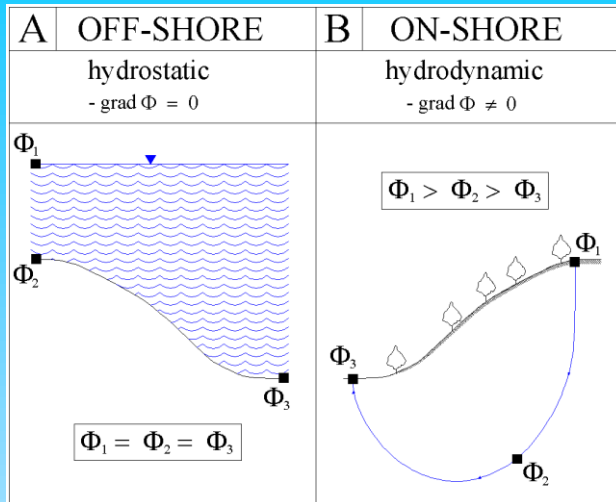 A OFF-SHORE
hydrostatic
- grad Φ = 0
Φ1
Φ2
Φ3
Φ1 = Φ2 = Φ3
B ON-SHORE
hydrodynamic
- grad Φ ≠ 0
Φ1 > Φ2 > Φ3
Φ1
Φ3
Φ2